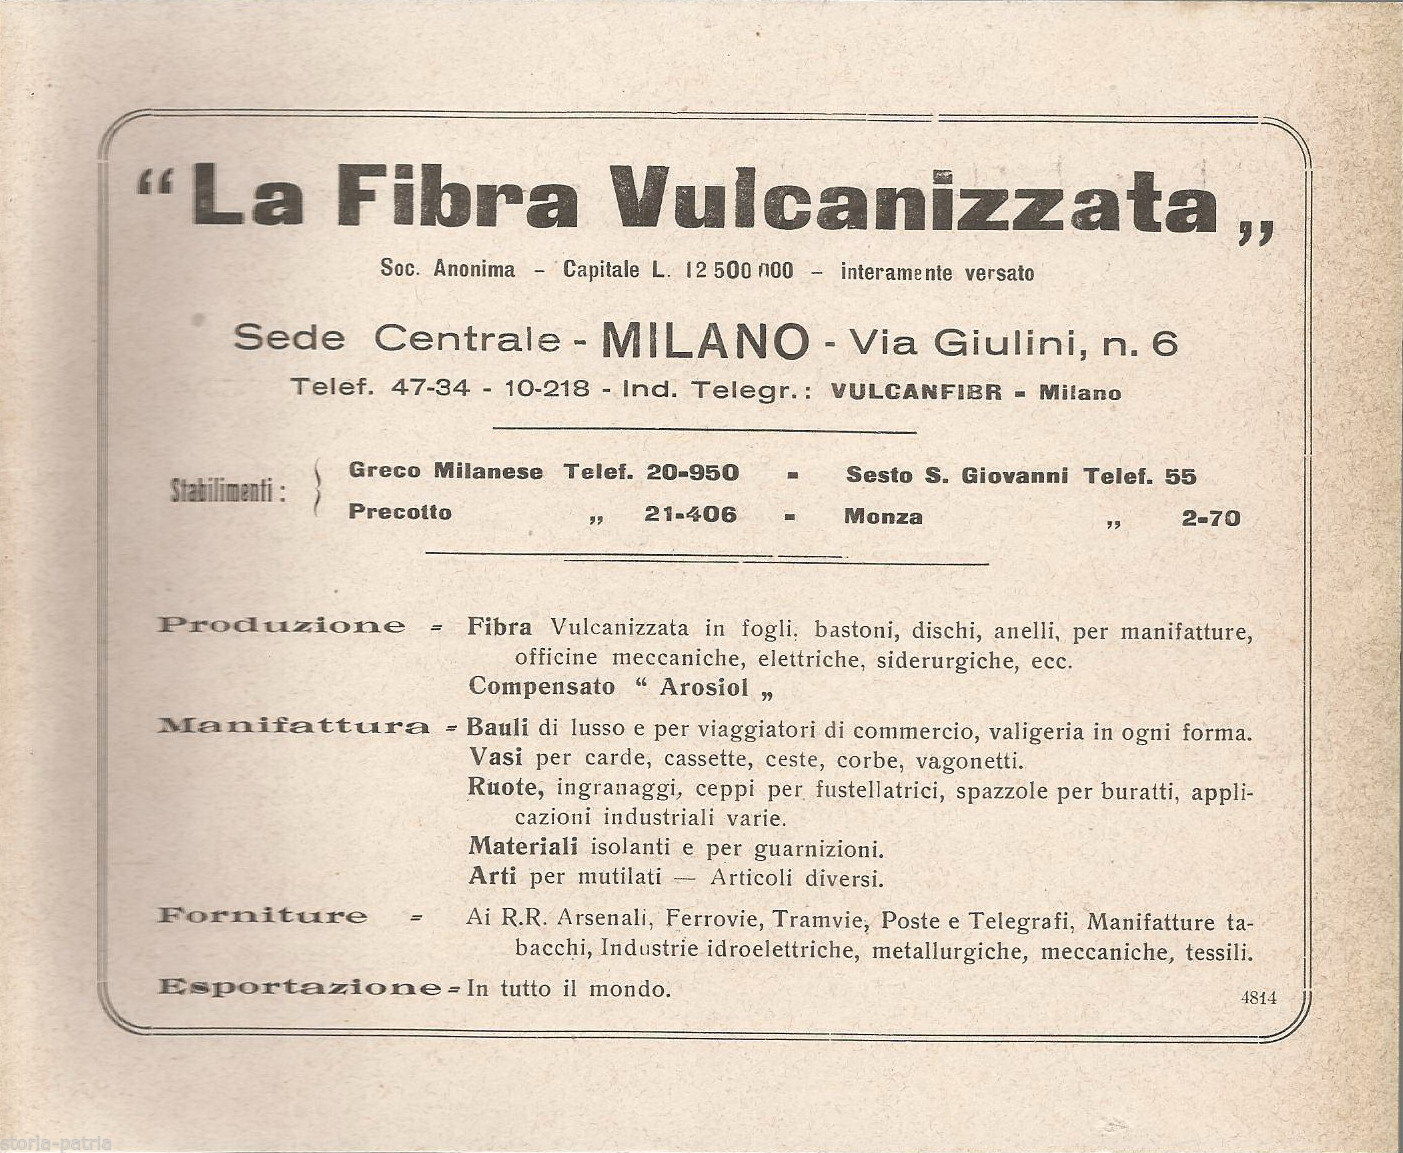 “ La Fibra Vulcanizzata „
Soc. Anonima – Capitale L. 12 500 000 – interamente versato
Sede Centrale - MILANO - Via Giulini, n. 6
Telef. 47-34 - 10-218 - Ind. Telegr.: VULCANFIBR - Milano
Stabilimenti: { Greco Milanese Telef. 20-950 - Sesto S. Giovanni Telef. 55
Precotto „ 21-406 - Monza „ 2-70
Produzione = Fibra Vulcanizzata in fogli, bastoni, dischi, anelli, per manifatture,
officine meccaniche, elettriche, siderurgiche, ecc.
Compensato “ Arosiol „
Manifattura = Bauli di lusso e per viaggiatori di commercio, valigeria in ogni forma.
Vasi per carde, cassette, ceste, corbe, vagonetti.
Ruote, ingranaggi, ceppi per fustellatrici, spazzole per buratti, appli-
cazioni industriali varie.
Materiali isolanti e per guarnizioni.
Arti per mutilati — Articoli diversi.
Forniture = Ai R.R. Arsenali, Ferrovie, Tramvie, Poste e Telegrafi, Manifatture ta-
bacchi, Industrie idroelettriche, metallurgiche, meccaniche, tessili.
Esportazione = In tutto il mondo.
4814
storia-patria